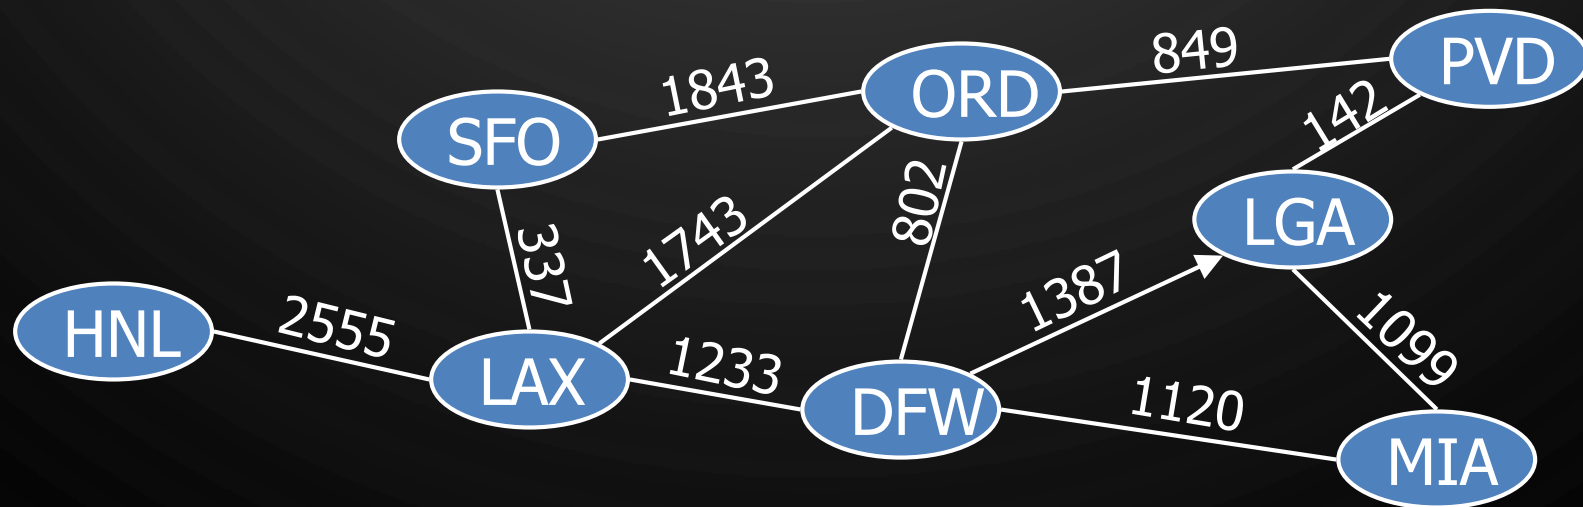 849
PVD
1843
ORD
142
SFO
802
LGA
1743
337
1387
HNL
2555
1099
LAX
1233
DFW
1120
MIA